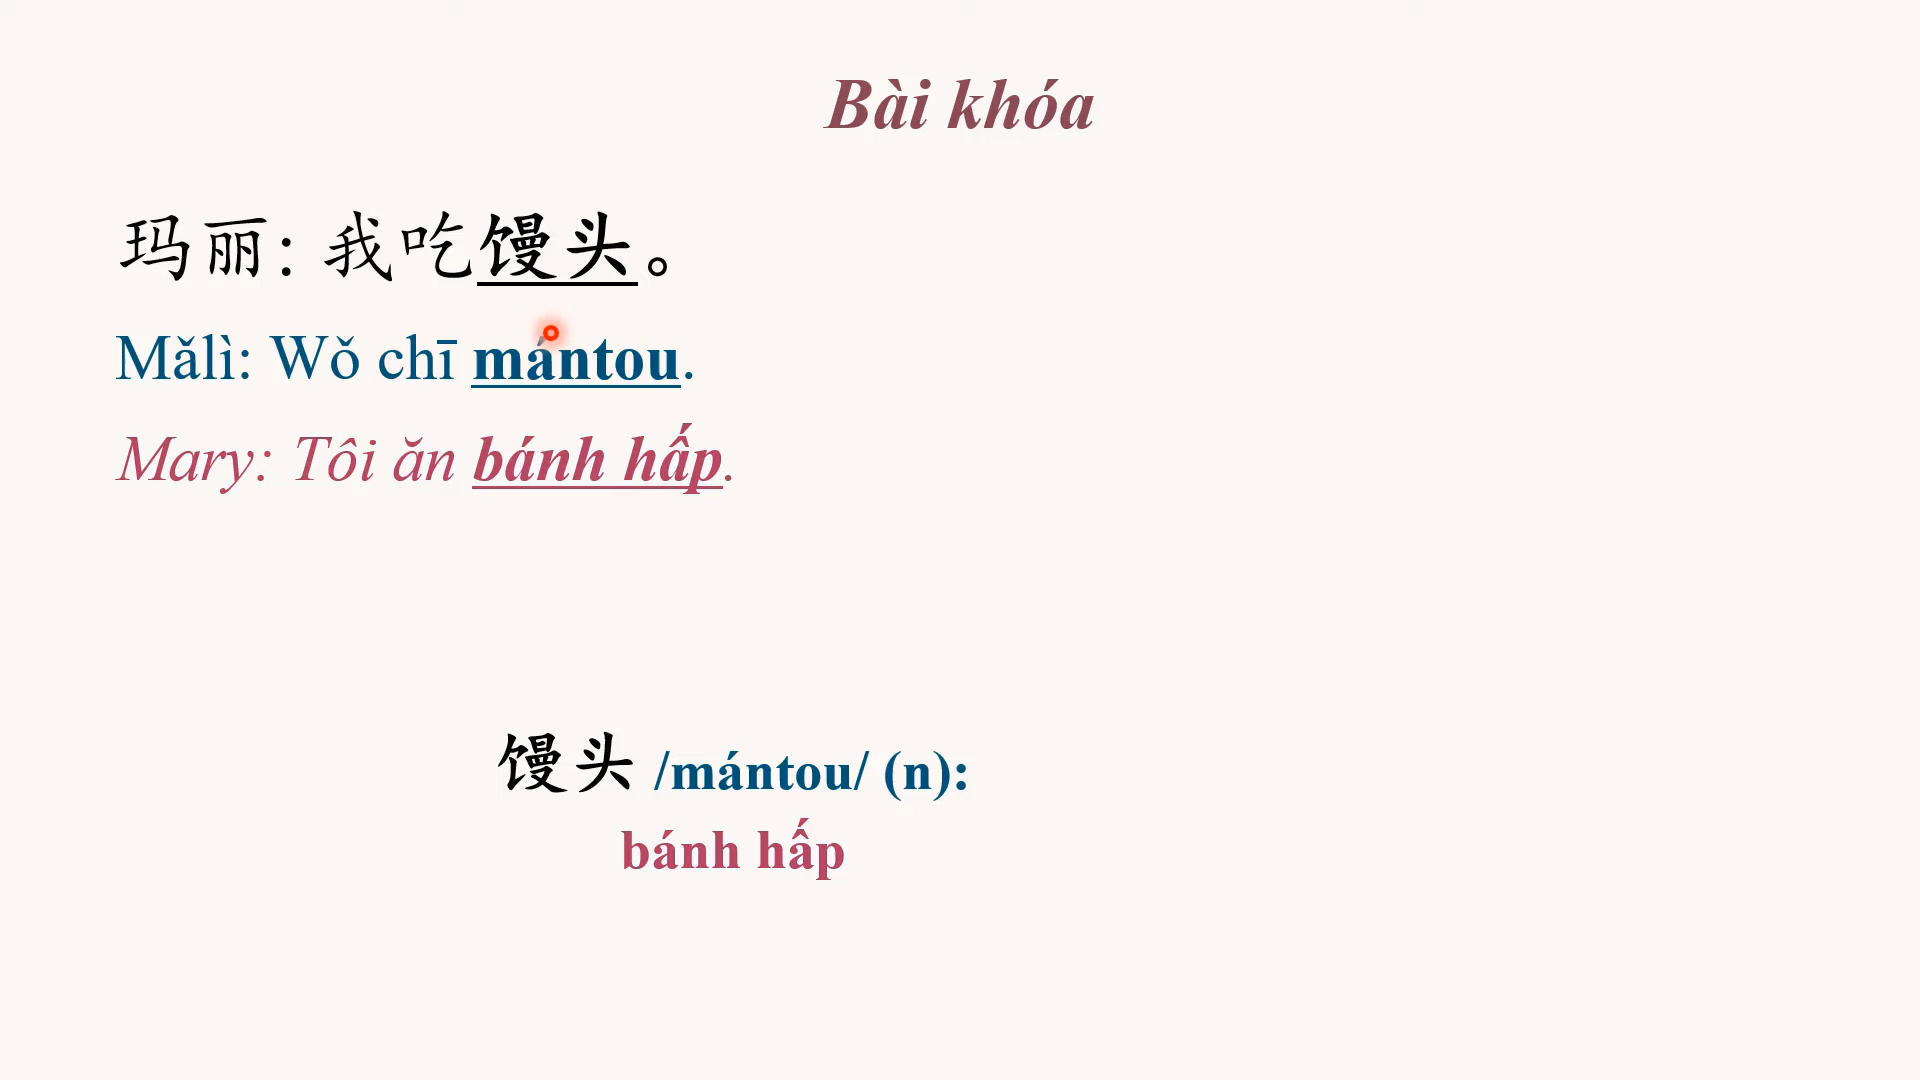 Bài khóa
玛丽: 我吃馒头。
Mǎlì: Wǒ chī mántou.
Mary: Tôi ăn bánh hấp.
馒头 /mántou/ (n):
bánh hấp